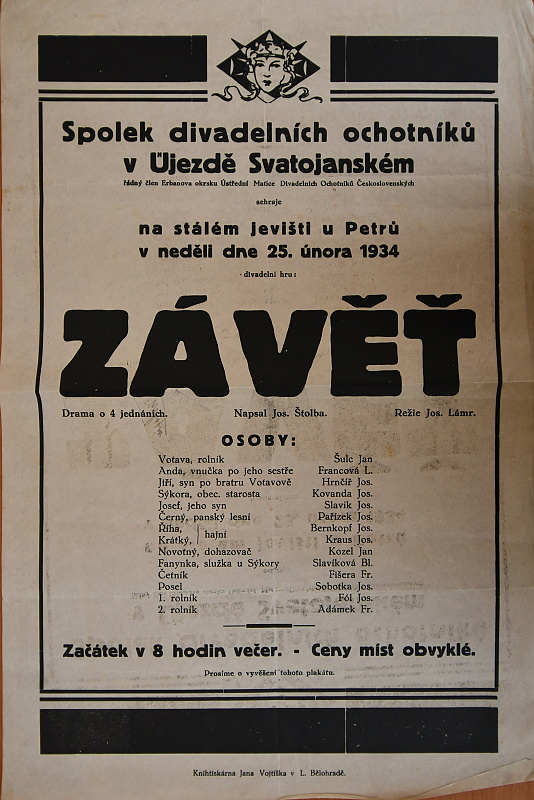 Spolek divadelních ochotníků
v Újezdě Svatojanském
řádný člen Erbanova okrsku Ústřední Matice Divadelních Ochotníků Československých
sehraje
na stálém jevišti u Petrů
v neděli dne 25. února 1934
divadelní hru:
ZÁVĚŤ
Drama o 4 jednáních. Napsal Jos. Štolba. Režie Jos. Lámr.
OSOBY:
Votava, rolník Šulc Jan
Anda, vnučka po jeho sestře Francová L.
Jiří, syn po bratru Votavově Hrnčíř Jos.
Sýkora, obec. starosta Kovanda Jos.
Josef, jeho syn Slavík Jos.
Černý, panský lesní Pařízek Jos.
Říha, Bernkopf Jos.
hajní
Krátký, Kraus Jos.
Novotný, dohazovač Kozel Jan
Fanynka, služka u Sýkory Slavíková Bl.
Četník Fišera Fr.
Posel Sobotka Jos.
1. rolník Fól Jos.
2. rolník Adámek Fr.
Začátek v 8 hodin večer. - Ceny míst obvyklé.
Prosíme o vyvěšení tohoto plakátu.
Knihtiskárna Jana Vojtíška v L. Bělohradě.